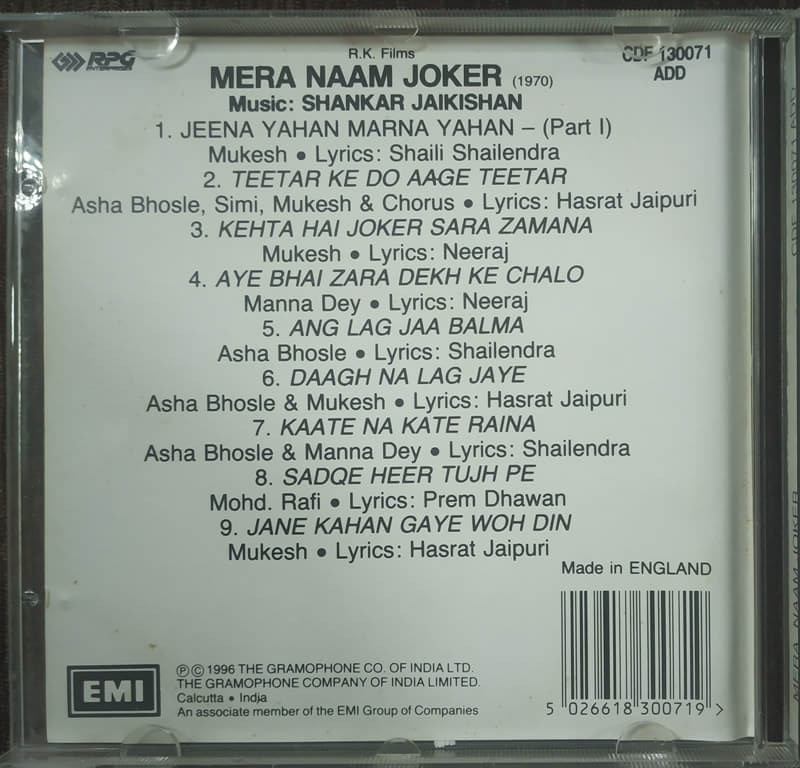 RPG
ENTERPRISES
R.K. Films
CDF 130071
ADD
MERA NAAM JOKER (1970)
Music: SHANKAR JAIKISHAN
1. JEENA YAHAN MARNA YAHAN – (Part I)
Mukesh • Lyrics: Shaili Shailendra
2. TEETAR KE DO AAGE TEETAR
Asha Bhosle, Simi, Mukesh & Chorus • Lyrics: Hasrat Jaipuri
3. KEHTA HAI JOKER SARA ZAMANA
Mukesh • Lyrics: Neeraj
4. AYE BHAI ZARA DEKH KE CHALO
Manna Dey • Lyrics: Neeraj
5. ANG LAG JAA BALMA
Asha Bhosle • Lyrics: Shailendra
6. DAAGH NA LAG JAYE
Asha Bhosle & Mukesh • Lyrics: Hasrat Jaipuri
7. KAATE NA KATE RAINA
Asha Bhosle & Manna Dey • Lyrics: Shailendra
8. SADQE HEER TUJH PE
Mohd. Rafi • Lyrics: Prem Dhawan
9. JANE KAHAN GAYE WOH DIN
Mukesh • Lyrics: Hasrat Jaipuri
Made in ENGLAND
EMI
℗© 1996 THE GRAMOPHONE CO. OF INDIA LTD.
THE GRAMOPHONE COMPANY OF INDIA LIMITED.
Calcutta • India
An associate member of the EMI Group of Companies
5 026618 300719 >
CDF 130071 ADD
MERA NAAM JOKER